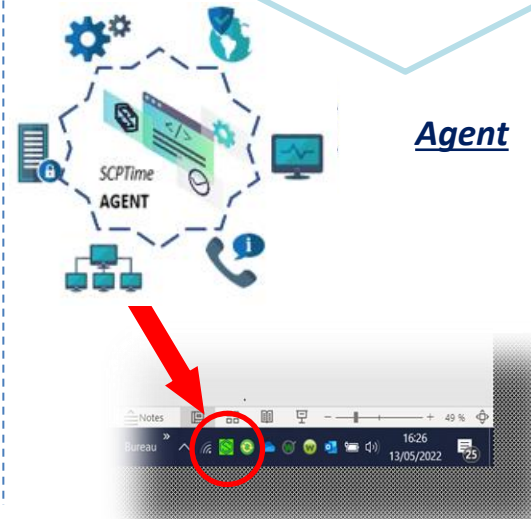 Agent
</>
SCPTime
AGENT
i
Notes
49 %
Bureau
»
16:26
13/05/2022
25